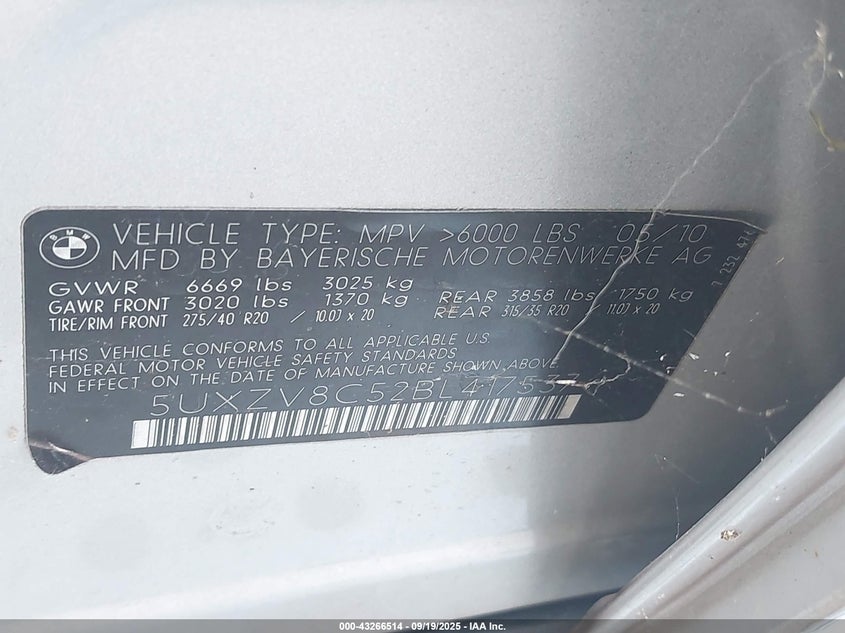 BMW
VEHICLE TYPE: MPV >6000 LBS 05/10
MFD BY BAYERISCHE MOTORENWERKE AG
GVWR 6669 lbs 3025 kg
GAWR FRONT 3020 lbs 1370 kg REAR 3858 lbs 1750 kg
TIRE/RIM FRONT 275/40 R20 / 10.0J x 20 REAR 315/35 R20 / 11.0J x 20
THIS VEHICLE CONFORMS TO ALL APPLICABLE U.S.
FEDERAL MOTOR VEHICLE SAFETY STANDARDS
IN EFFECT ON THE DATE OF MANUFACTURE SHOWN ABOVE.
000-43266514 - 09/19/2025 - IAA Inc.